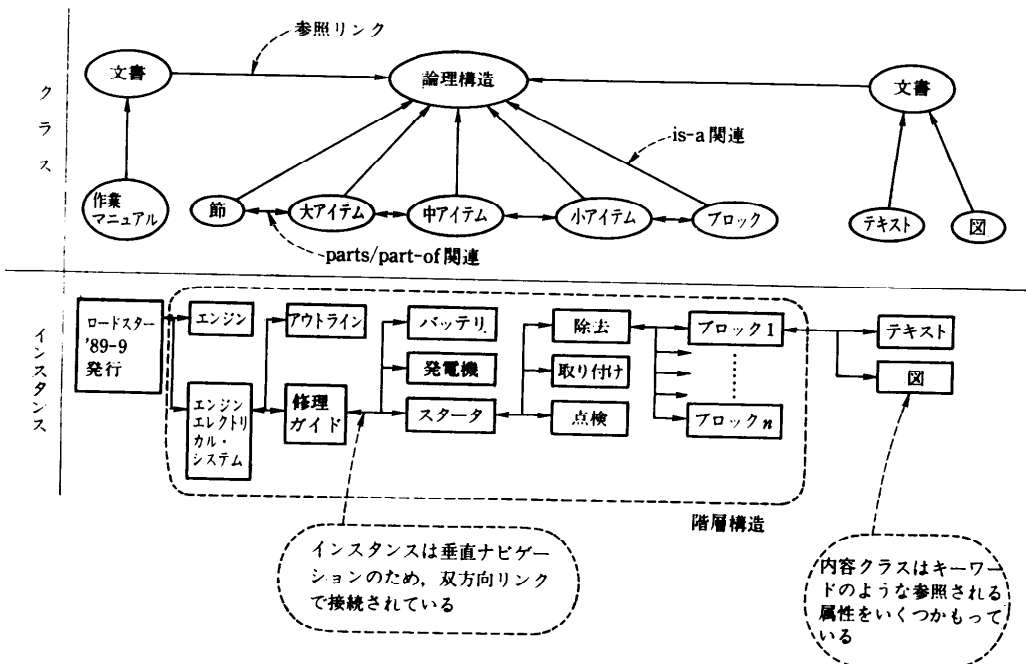 参照リンク
文書
論理構造
文書
クラス
is-a関連
作業
マニュアル
節
大アイテム
中アイテム
小アイテム
ブロック
テキスト
図
parts/part-of関連
インスタンス
ロードスター
'89-9
発行
エンジン
アウトライン
バッテリ
除去
ブロック1
テキスト
発電機
取り付け
図
エンジン
エレクトリ
カル・
システム
修理
ガイド
スタータ
点検
ブロックn
階層構造
インスタンスは垂直ナビゲー
ションのため,双方向リンク
で接続されている
内容クラスはキーワー
ドのような参照される
属性をいくつかもって
いる